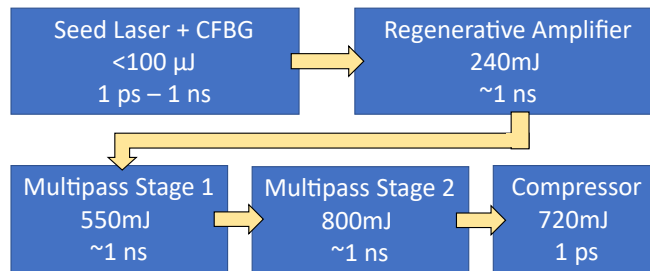 Seed Laser + CFBG
<100 µJ
1 ps – 1 ns
Regenerative Amplifier
240mJ
~1 ns
Multipass Stage 1
550mJ
~1 ns
Multipass Stage 2
800mJ
~1 ns
Compressor
720mJ
1 ps